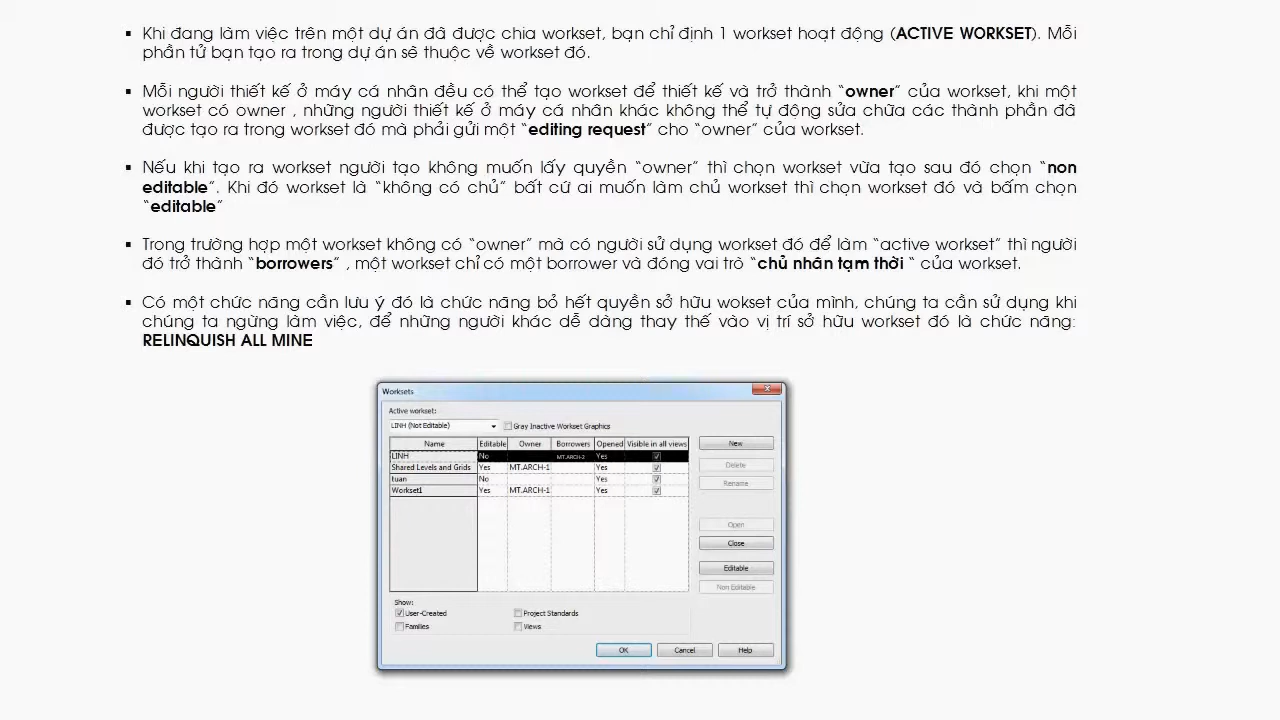 ▪ Khi đang làm việc trên một dự án đã được chia workset, bạn chỉ định 1 workset hoạt động (ACTIVE WORKSET). Mỗi
phần tử bạn tạo ra trong dự án sẽ thuộc về workset đó.
▪ Mỗi người thiết kế ở máy cá nhân đều có thể tạo workset để thiết kế và trở thành “owner” của workset, khi một
workset có owner , những người thiết kế ở máy cá nhân khác không thể tự động sửa chữa các thành phần đã
được tạo ra trong workset đó mà phải gửi một “editing request” cho “owner” của workset.
▪ Nếu khi tạo ra workset người tạo không muốn lấy quyền “owner” thì chọn workset vừa tạo sau đó chọn “non
editable”. Khi đó workset là “không có chủ” bất cứ ai muốn làm chủ workset thì chọn workset đó và bấm chọn
“editable”
▪ Trong trường hợp một workset không có “owner” mà có người sử dụng workset đó để làm “active workset” thì người
đó trở thành “borrowers” , một workset chỉ có một borrower và đóng vai trò “chủ nhân tạm thời “ của workset.
▪ Có một chức năng cần lưu ý đó là chức năng bỏ hết quyền sở hữu wokset của mình, chúng ta cần sử dụng khi
chúng ta ngừng làm việc, để những người khác dễ dàng thay thế vào vị trí sở hữu workset đó là chức năng:
RELINQUISH ALL MINE
Worksets
Active workset:
LINH (Not Editable) Gray Inactive Workset Graphics
Name Editable Owner Borrowers Opened Visible in all views New
LINH No MT.ARCH-2 Yes
Shared Levels and Grids Yes MT.ARCH-1 Yes Delete
tuan No Yes Rename
Workset1 Yes MT.ARCH-1 Yes
Open
Close
Editable
Non Editable
Show:
User-Created Project Standards
Families Views
OK Cancel Help